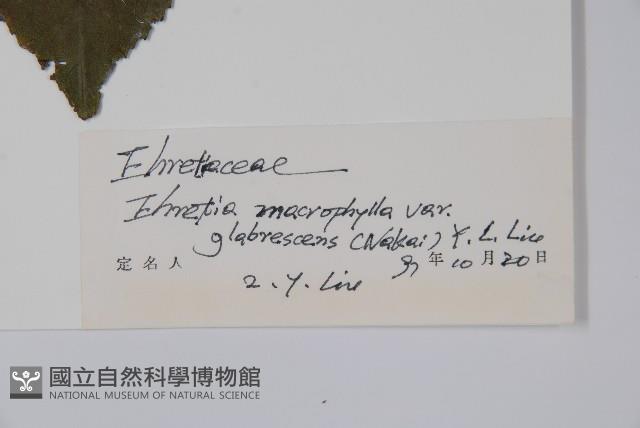 Ehretiaceae
Ehretia macrophylla var.
glabrescens (Nakai) Y. L. Liu
定名人 年 10 月 20 日
Y. Liu
國立自然科學博物館
NATIONAL MUSEUM OF NATURAL SCIENCE